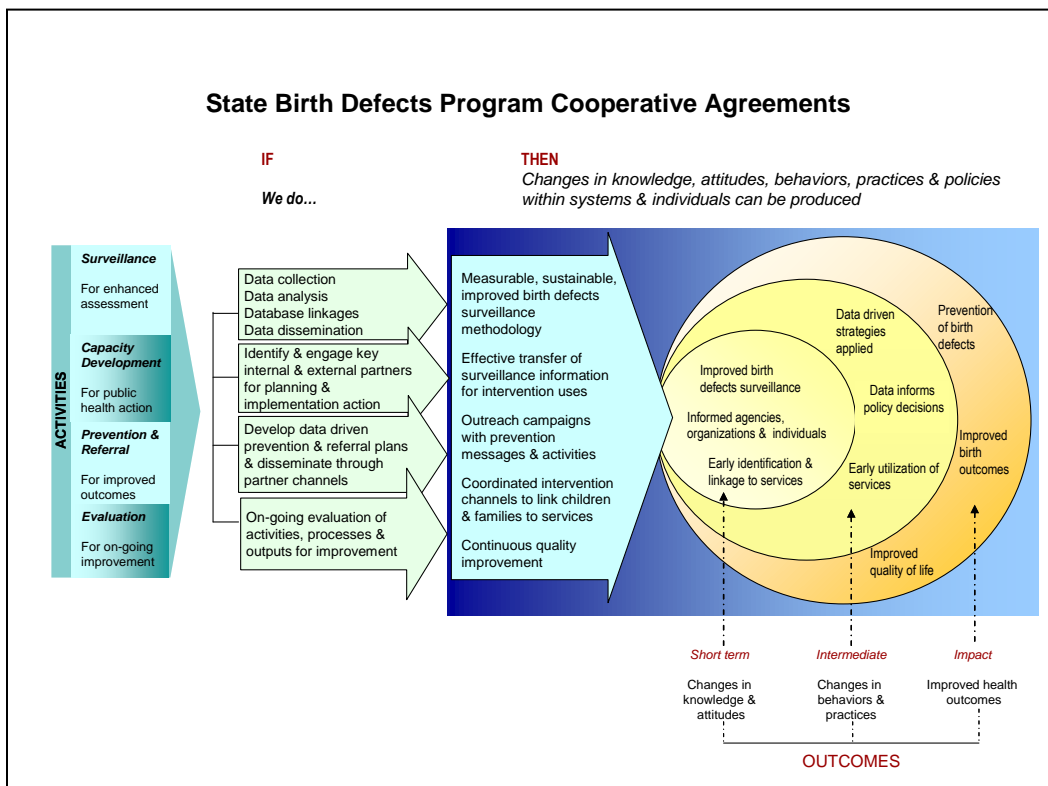 State Birth Defects Program Cooperative Agreements
IF
We do…
THEN
Changes in knowledge, attitudes, behaviors, practices & policies
within systems & individuals can be produced
ACTIVITIES
Surveillance
For enhanced
assessment
Capacity
Development
For public
health action
Prevention &
Referral
For improved
outcomes
Evaluation
For on-going
improvement
Data collection
Data analysis
Database linkages
Data dissemination
Identify & engage key
internal & external partners
for planning &
implementation action
Develop data driven
prevention & referral plans
& disseminate through
partner channels
On-going evaluation of
activities, processes &
outputs for improvement
Measurable, sustainable,
improved birth defects
surveillance
methodology
Effective transfer of
surveillance information
for intervention uses
Outreach campaigns
with prevention
messages & activities
Coordinated intervention
channels to link children
& families to services
Continuous quality
improvement
Improved birth
defects surveillance
Informed agencies,
organizations & individuals
Early identification &
linkage to services
Data driven
strategies
applied
Data informs
policy decisions
Early utilization of
services
Prevention
of birth
defects
Improved
birth
outcomes
Improved
quality of life
Short term
Changes in
knowledge &
attitudes
Intermediate
Changes in
behaviors &
practices
Impact
Improved health
outcomes
OUTCOMES